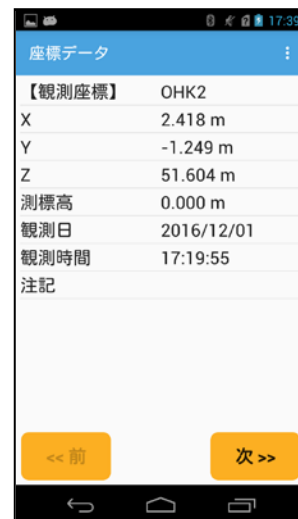 17:39
座標データ
【観測座標】 OHK2
X 2.418 m
Y -1.249 m
Z 51.604 m
測標高 0.000 m
観測日 2016/12/01
観測時間 17:19:55
注記
<< 前 次 >>